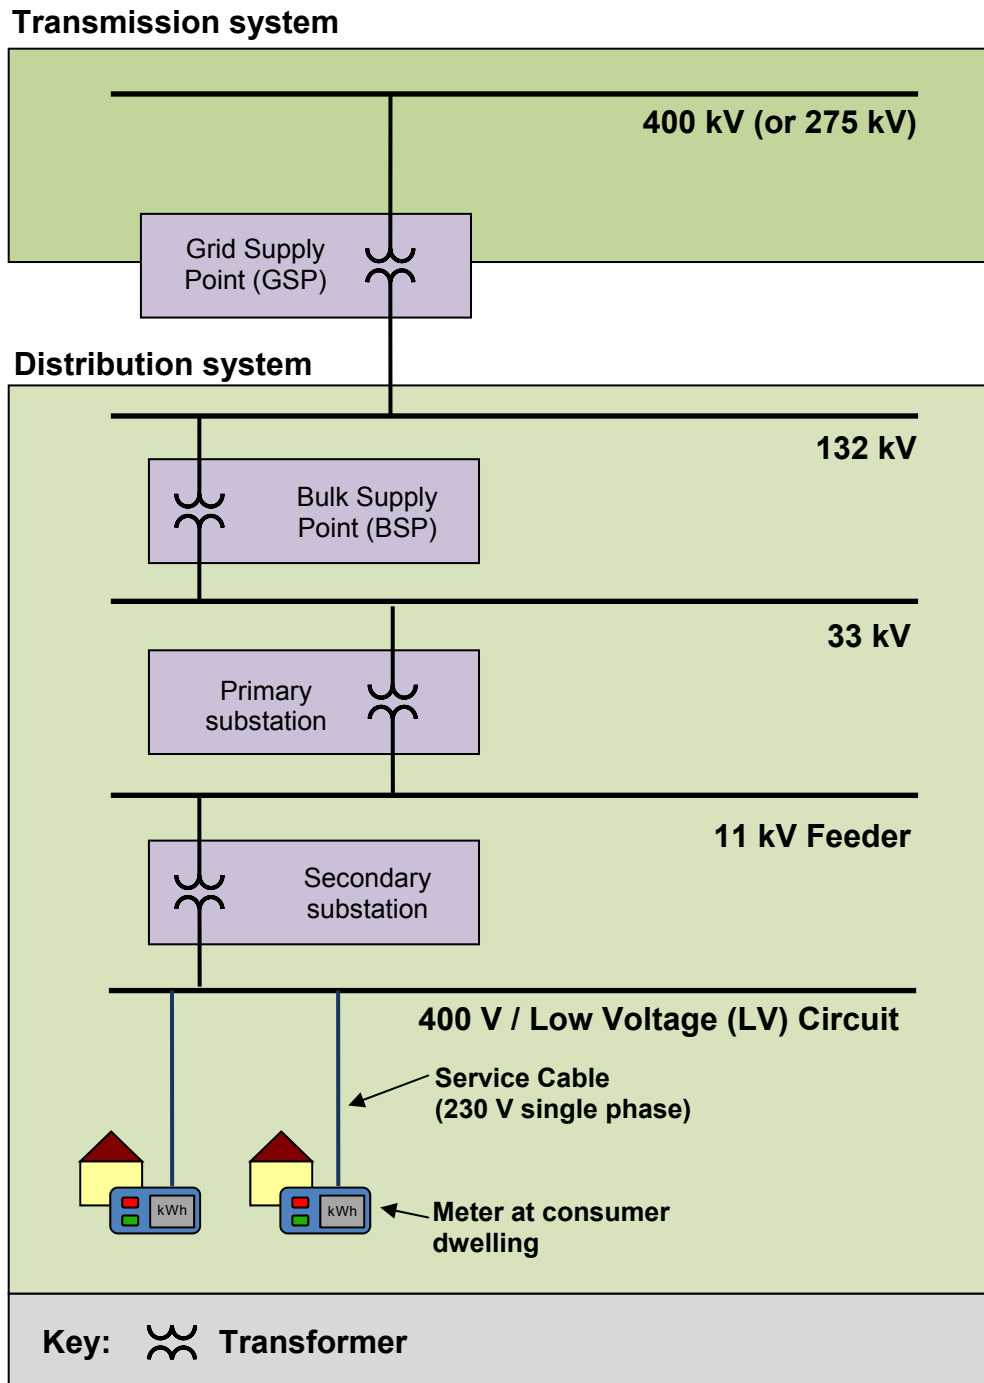 Transmission system
400 kV (or 275 kV)
Grid Supply
Point (GSP)
Distribution system
132 kV
Bulk Supply
Point (BSP)
33 kV
Primary
substation
11 kV Feeder
Secondary
substation
400 V / Low Voltage (LV) Circuit
Service Cable
(230 V single phase)
kWh
kWh
Meter at consumer
dwelling
Key:
Transformer